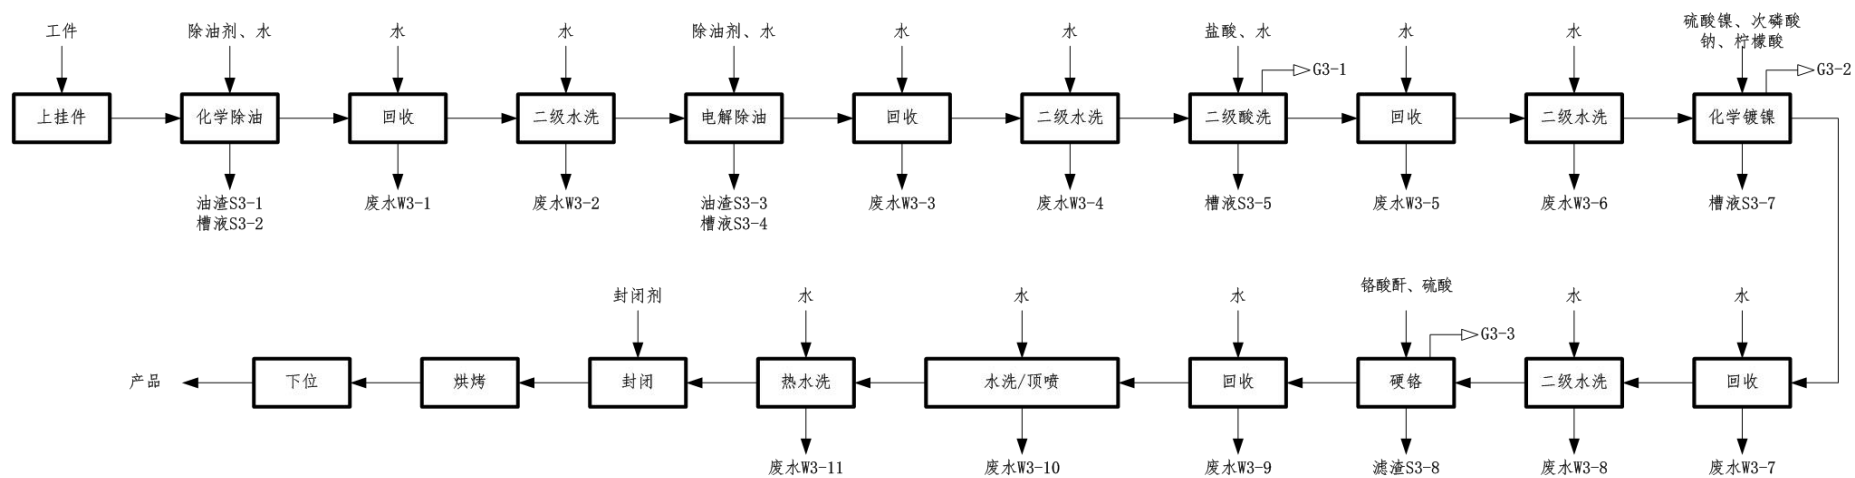 工件
除油剂、水
水
水
除油剂、水
水
水
盐酸、水
水
水
硫酸镍、次磷酸
钠、柠檬酸
G3-1
G3-2
上挂件
化学除油
回收
二级水洗
电解除油
回收
二级水洗
二级酸洗
回收
二级水洗
化学镀镍
油渣S3-1
槽液S3-2
废水W3-1
废水W3-2
油渣S3-3
槽液S3-4
废水W3-3
废水W3-4
槽液S3-5
废水W3-5
废水W3-6
槽液S3-7
封闭剂
水
水
水
铬酸酐、硫酸
水
水
G3-3
产品
下位
烘烤
封闭
热水洗
水洗/顶喷
回收
硬铬
二级水洗
回收
废水W3-11
废水W3-10
废水W3-9
滤渣S3-8
废水W3-8
废水W3-7